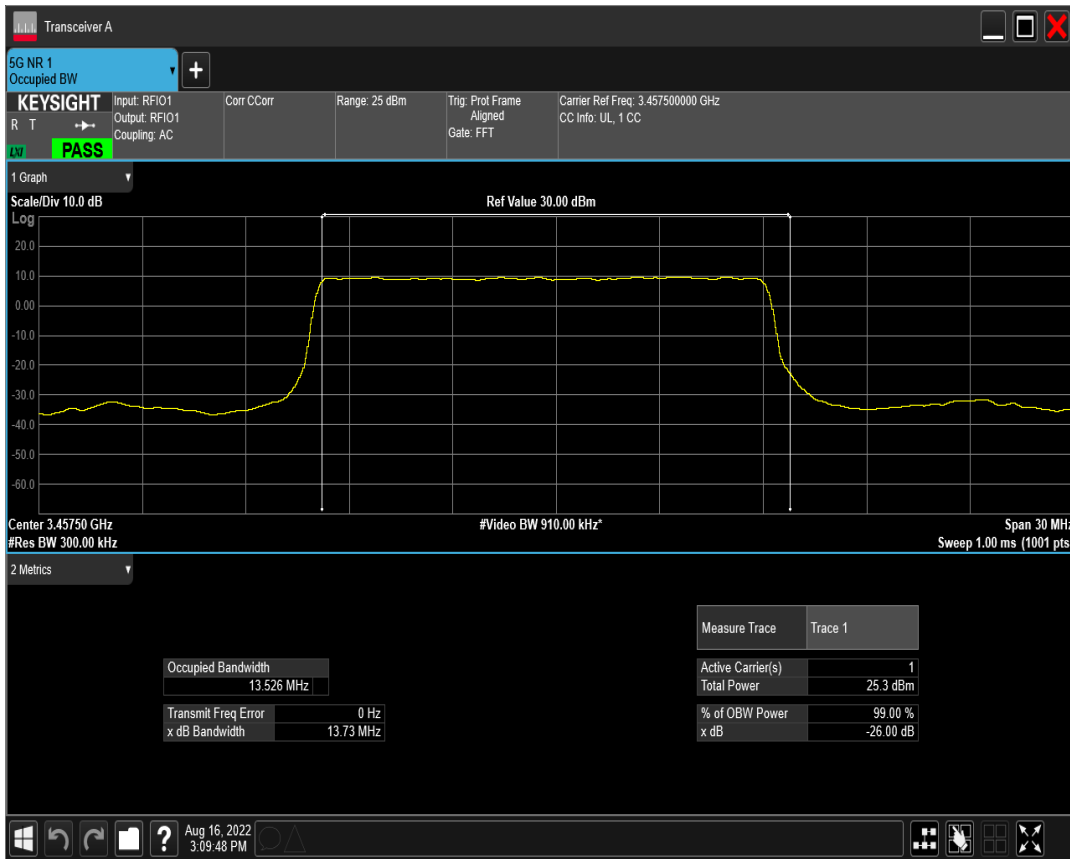 Transceiver A
5G NR 1
Occupied BW
+
KEYSIGHT
R T
LXI
PASS
Input: RFIO1
Output: RFIO1
Coupling: AC
Corr CCorr
Range: 25 dBm
Trig: Prot Frame
Aligned
Gate: FFT
Carrier Ref Freq: 3.457500000 GHz
CC Info: UL, 1 CC
1 Graph
Scale/Div 10.0 dB
Ref Value 30.00 dBm
Log
20.0
10.0
0.00
-10.0
-20.0
-30.0
-40.0
-50.0
-60.0
Center 3.45750 GHz
#Video BW 910.00 kHz*
Span 30 MHz
#Res BW 300.00 kHz
Sweep 1.00 ms (1001 pts
2 Metrics
Measure Trace Trace 1
Occupied Bandwidth
13.526 MHz
Active Carrier(s) 1
Total Power 25.3 dBm
Transmit Freq Error 0 Hz
x dB Bandwidth 13.73 MHz
% of OBW Power 99.00 %
x dB -26.00 dB
?
Aug 16, 2022
3:09:48 PM